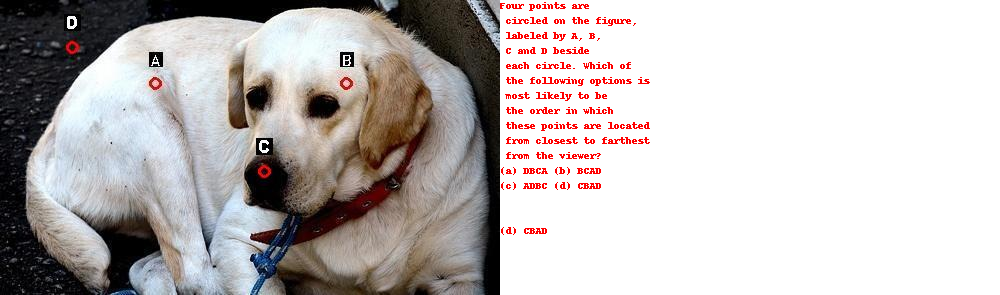 D
A
B
C
Four points are
circled on the figure,
labeled by A, B,
C and D beside
each circle. Which of
the following options is
most likely to be
the order in which
these points are located
from closest to farthest
from the viewer?
(a) DBCA (b) BCAD
(c) ADBC (d) CBAD
(d) CBAD